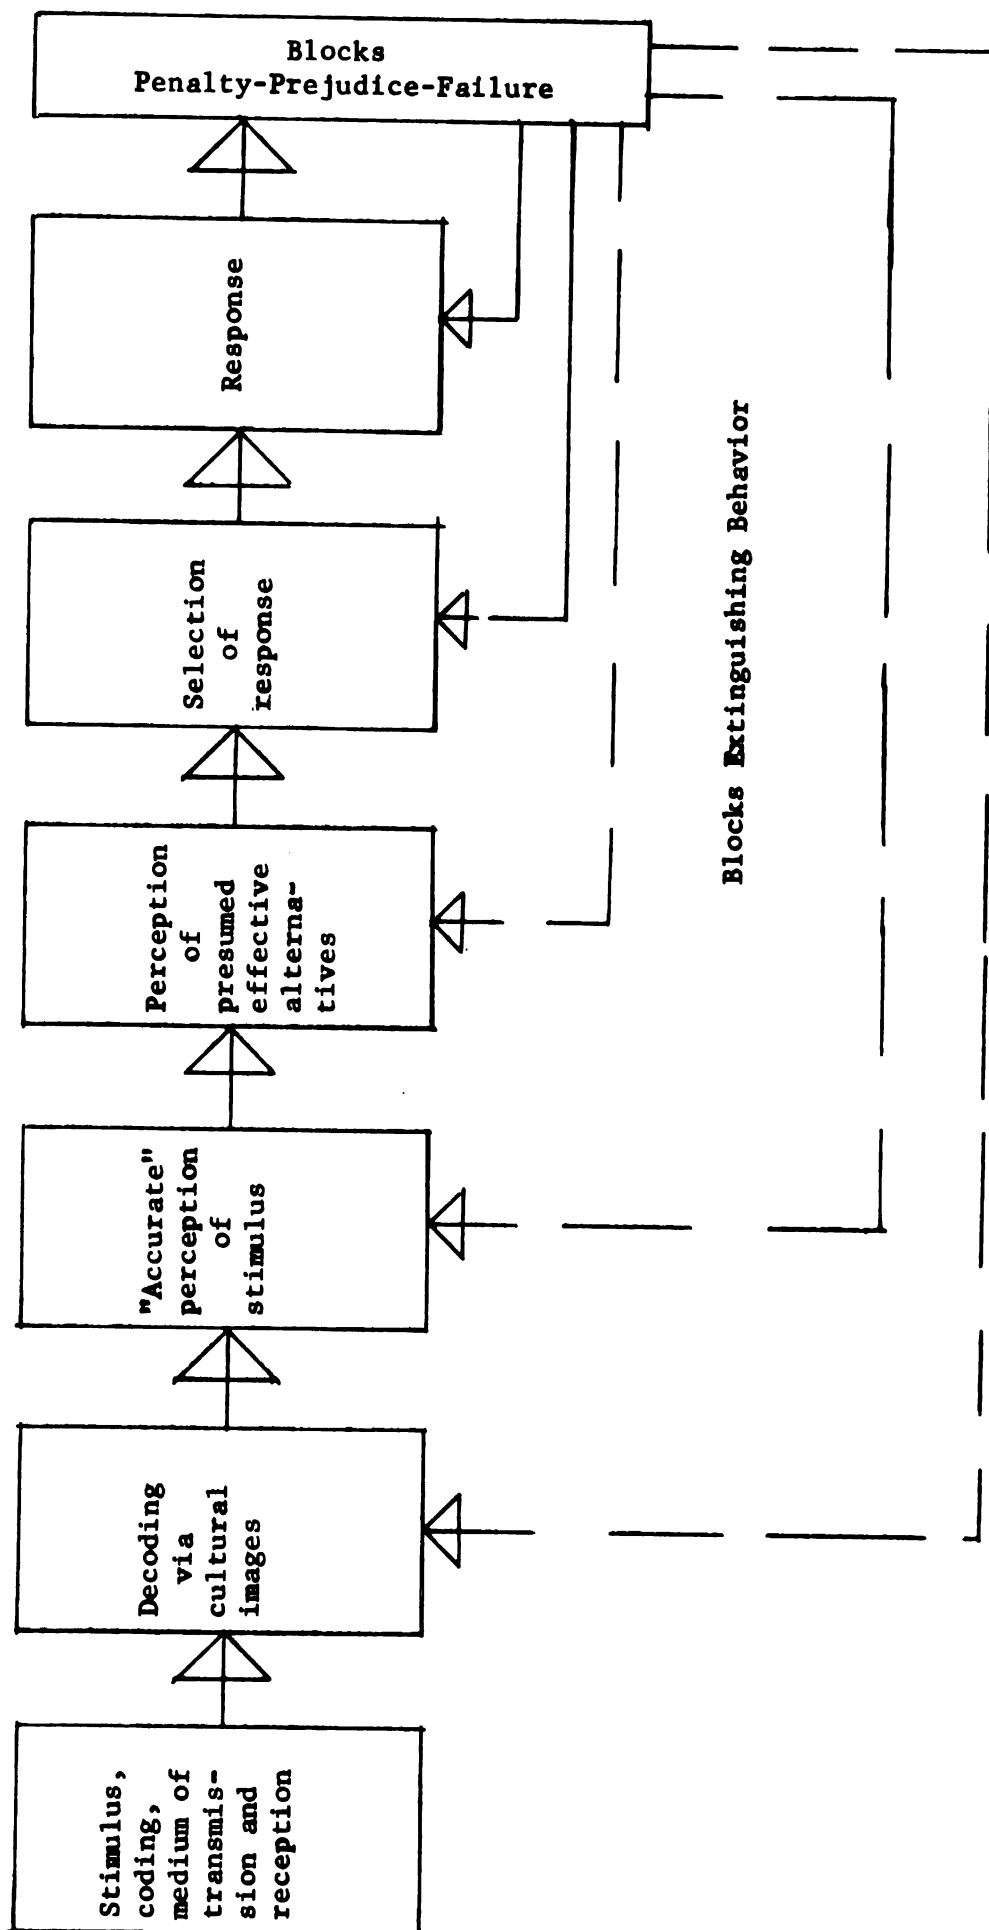 Stimulus,
coding,
medium of
transmis-
sion and
reception
Decoding
via
cultural
images
"Accurate"
perception
of
stimulus
Perception
of
presumed
effective
alterna-
tives
Selection
of
response
Response
Blocks
Penalty-Prejudice-Failure
Blocks Extinguishing Behavior